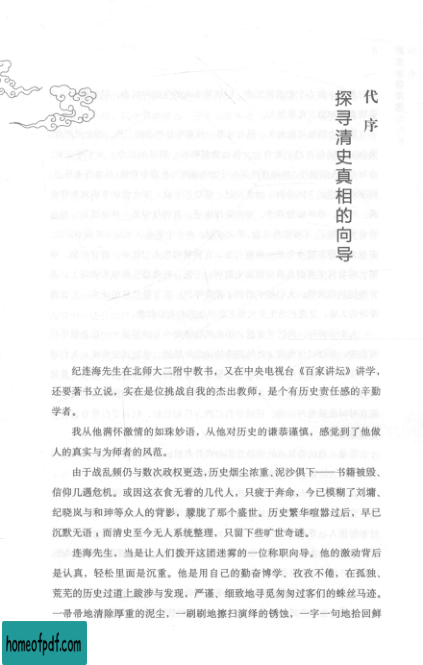 代序
探寻清史真相的向导
纪连海先生在北师大二附中教书，又在中央电视台《百家讲坛》讲学，
还要著书立说，实在是位挑战自我的杰出教师，是个有历史责任感的辛勤
学者。
我从他满怀激情的如珠妙语，从他对历史的谦恭谨慎，感觉到了他做
人的真实与为师者的风范。
由于战乱频仍与数次政权更迭，历史烟尘浓重、泥沙俱下——书籍被毁、
信仰几遇危机。或因这衣食无着的几代人，只疲于奔命，今已模糊了刘墉、
纪晓岚与和珅等众人的背影，朦胧了那个盛世。历史繁华喧嚣过后，早已
沉默无语；而清史至今无人系统整理，只留下些旷世奇谜。
连海先生，当是让人们拨开这团迷雾的一位称职向导。他的激动背后
是认真，轻松里面是沉重。他是用自己的勤奋博学、孜孜不倦，在孤独、
荒芜的历史过道上跋涉与发现，严谨、细致地寻觅匆匆过客们的蛛丝马迹。
一帚帚地清除厚重的泥尘，一刷刷地擦扫演绎的锈蚀，一字一句地拾回鲜
homeofpdf.com